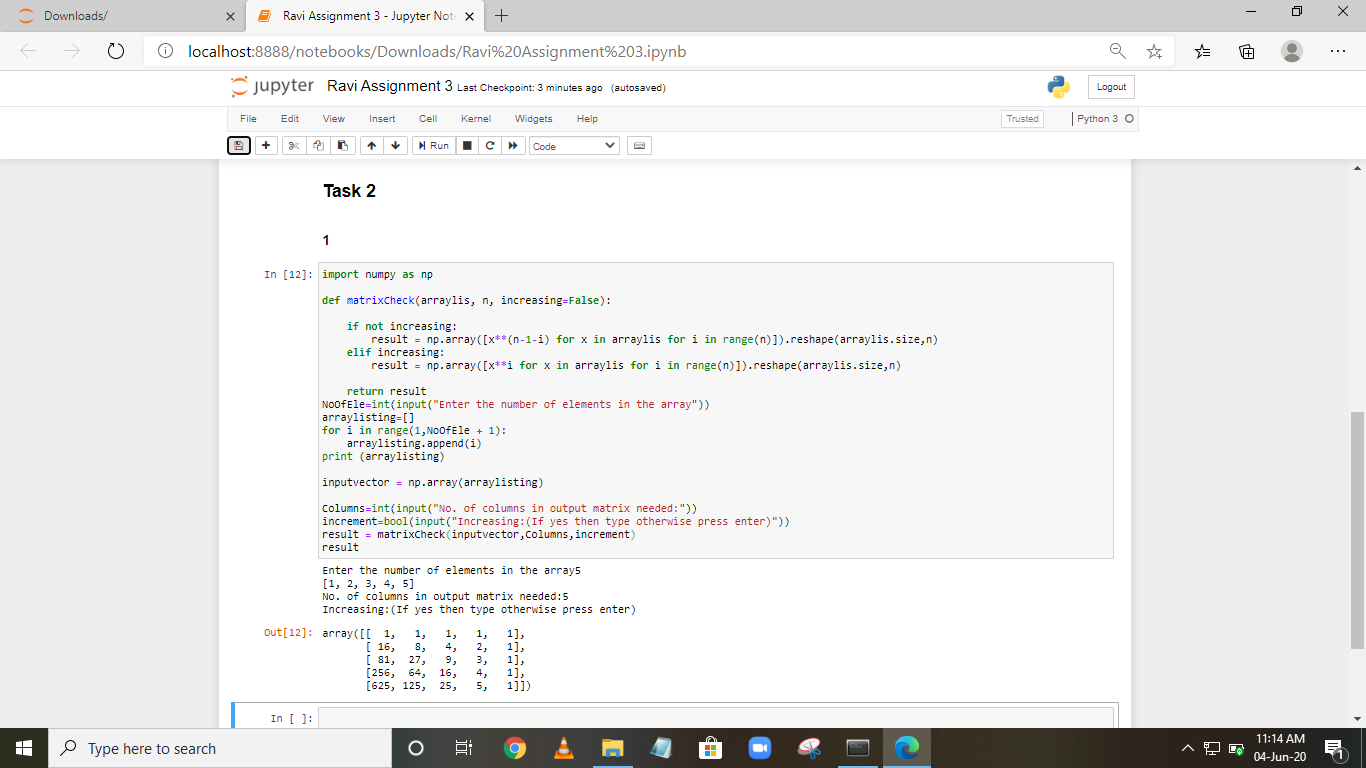 Downloads/
Ravi Assignment 3 - Jupyter Not
localhost:8888/notebooks/Downloads/Ravi%20Assignment%203.ipynb
jupyter Ravi Assignment 3 Last Checkpoint: 3 minutes ago (autosaved)
Logout
File Edit View Insert Cell Kernel Widgets Help
Trusted
Python 3
Run
Code
Task 2
1
In [12]: import numpy as np
def matrixCheck(arraylis, n, increasing=False):
    if not increasing:
        result = np.array([x**(n-1-i) for x in arraylis for i in range(n)]).reshape(arraylis.size,n)
    elif increasing:
        result = np.array([x**i for x in arraylis for i in range(n)]).reshape(arraylis.size,n)
    return result
NoOfEle=int(input("Enter the number of elements in the array"))
arraylisting=[]
for i in range(1,NoOfEle + 1):
    arraylisting.append(i)
print (arraylisting)
inputvector = np.array(arraylisting)
Columns=int(input("No. of columns in output matrix needed:"))
increment=bool(input("Increasing:(If yes then type otherwise press enter)"))
result = matrixCheck(inputvector,Columns,increment)
result
Enter the number of elements in the array5
[1, 2, 3, 4, 5]
No. of columns in output matrix needed:5
Increasing:(If yes then type otherwise press enter)
Out[12]: array([[  1,   1,   1,   1,   1],
       [ 16,   8,   4,   2,   1],
       [ 81,  27,   9,   3,   1],
       [256,  64,  16,   4,   1],
       [625, 125,  25,   5,   1]])
In [ ]:
Type here to search
11:14 AM
04-Jun-20
1